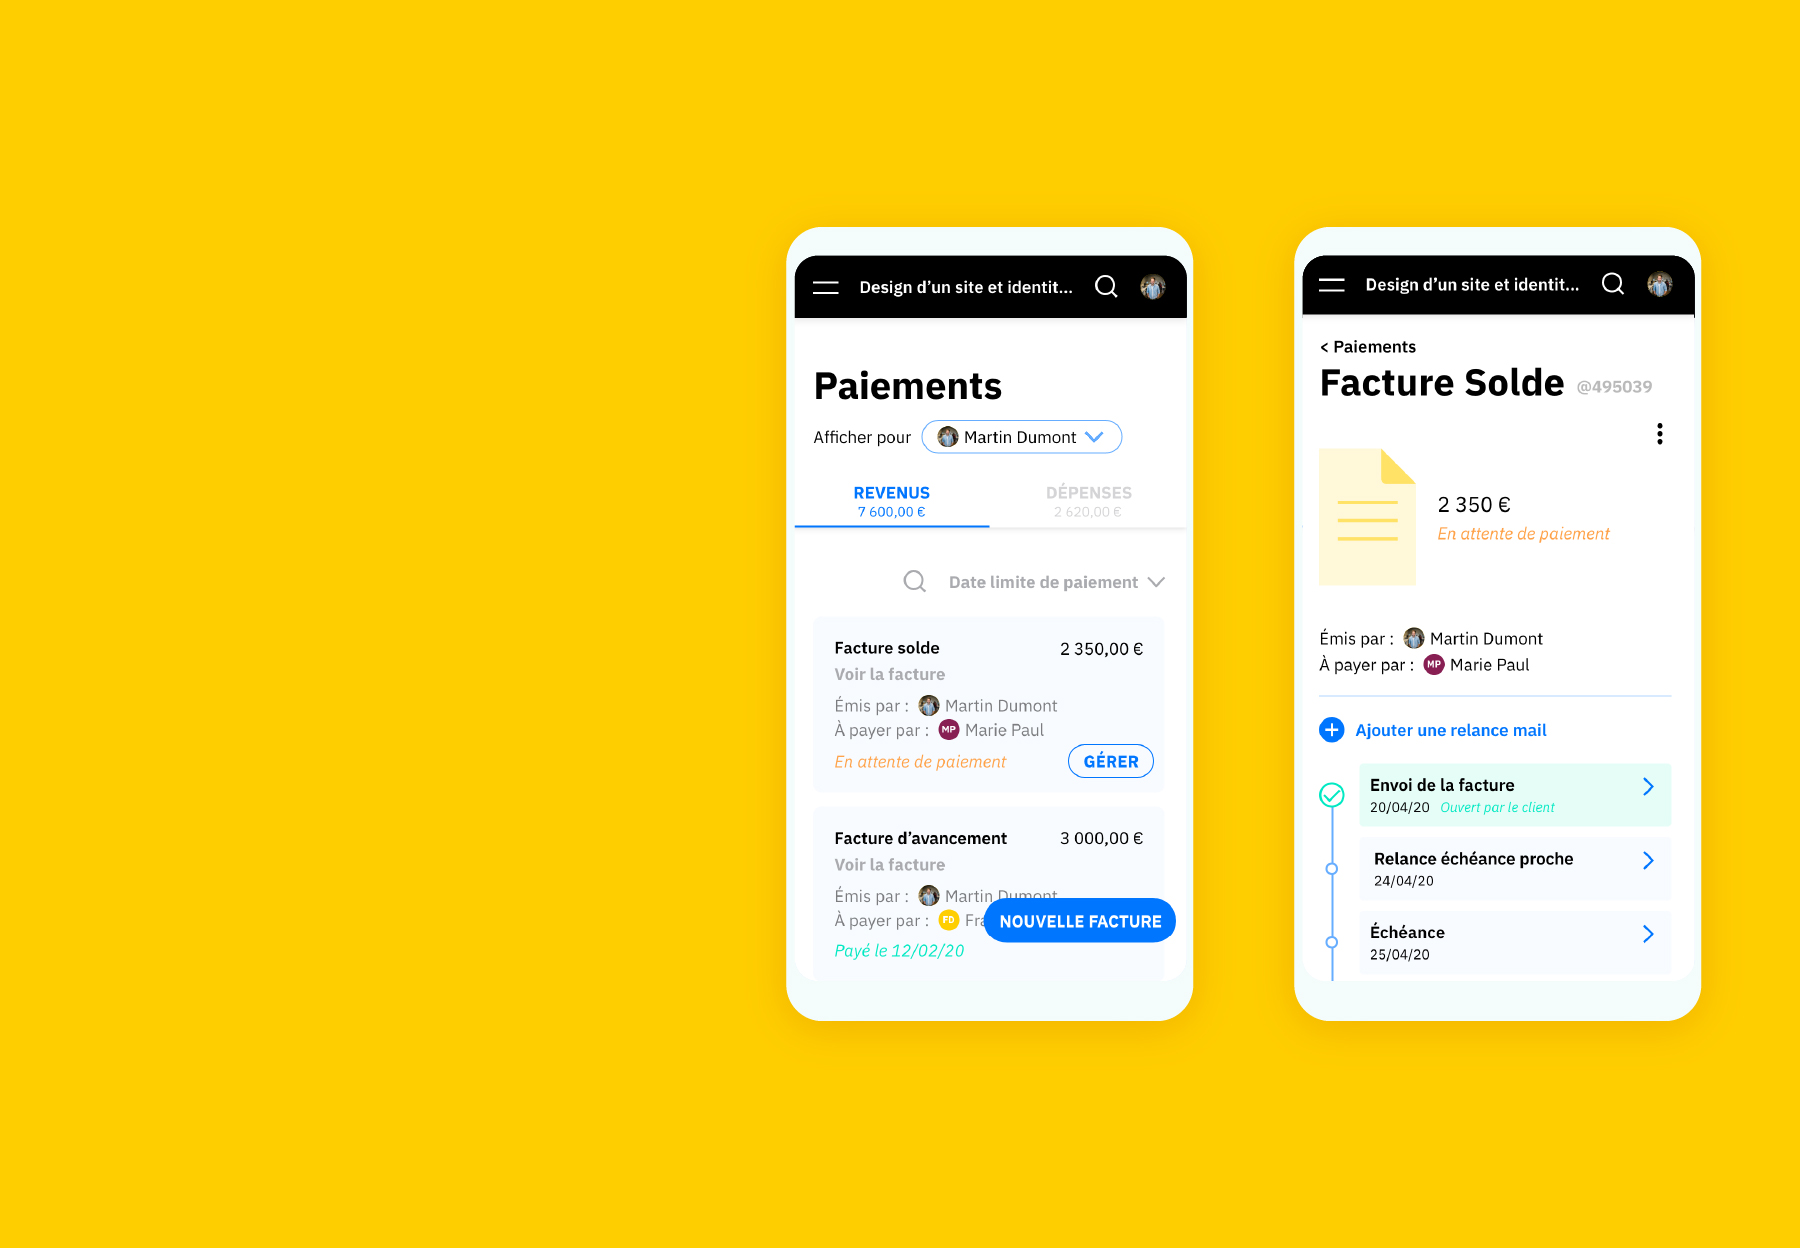 Design d’un site et identit...
Paiements
Afficher pour Martin Dumont
REVENUS
7 600,00 €
DÉPENSES
2 620,00 €
Date limite de paiement
Facture solde 2 350,00 €
Voir la facture
Émis par : Martin Dumont
À payer par : MP Marie Paul
En attente de paiement GÉRER
Facture d’avancement 3 000,00 €
Voir la facture
Émis par : Martin Dumont
À payer par : FD
NOUVELLE FACTURE
Payé le 12/02/20
Design d’un site et identit...
< Paiements
Facture Solde @495039
2 350 €
En attente de paiement
Émis par : Martin Dumont
À payer par : MP Marie Paul
Ajouter une relance mail
Envoi de la facture
20/04/20 Ouvert par le client
Relance échéance proche
24/04/20
Échéance
25/04/20